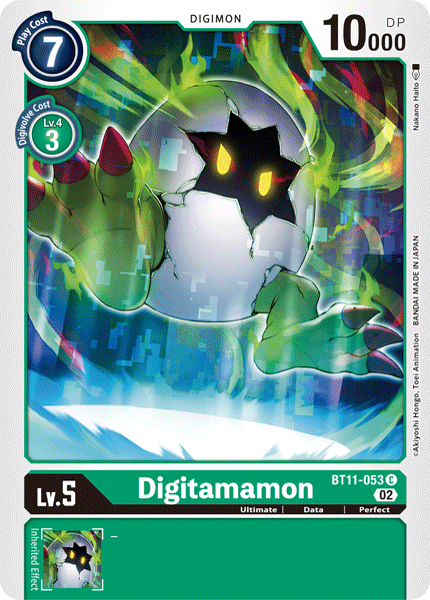 Play Cost
7
DIGIMON
10000
DP
Digivolve Cost
Lv.4
3
Nakano Haito
©Akiyoshi Hongo, Toei Animation BANDAI MADE IN JAPAN
Lv.5
Digitamamon
BT11-053 C
02
Ultimate | Data | Perfect
Inherited Effect
–